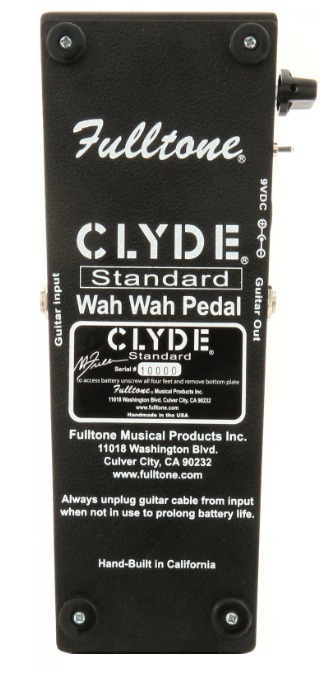 Fulltone®
9VDC
CLYDE®
Standard
Wah Wah Pedal
Guitar Input
Guitar Out
CLYDE®
Standard
M. Fuller
Serial # 10000
To access battery unscrew all four feet and remove bottom plate
Fulltone® Musical Products Inc.
11018 Washington Blvd. Culver City, CA 90232
www.fulltone.com
Handmade in the USA
Fulltone Musical Products Inc.
11018 Washington Blvd.
Culver City, CA 90232
www.fulltone.com
Always unplug guitar cable from input
when not in use to prolong battery life.
Hand-Built in California